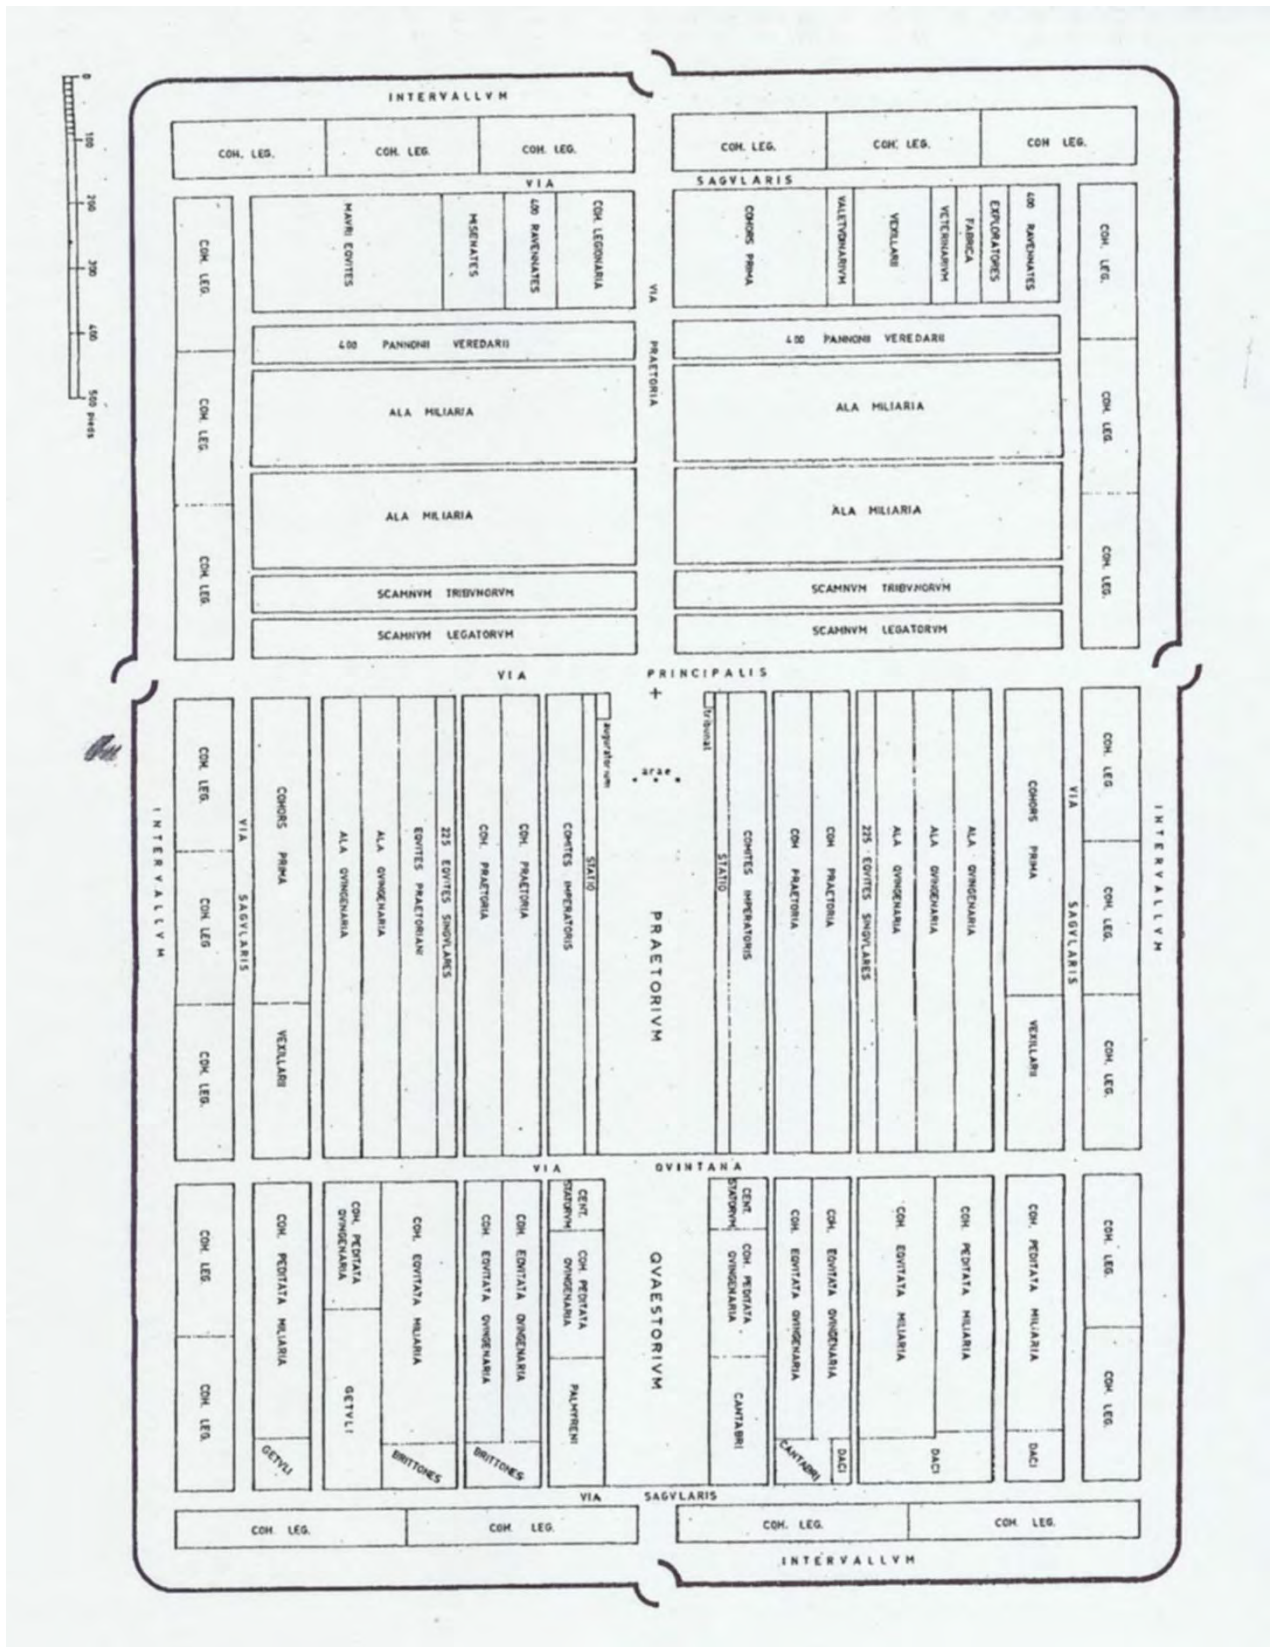 INTERVALLVM
0
100
200
300
400
500 pieds
COH. LEG.
COH. LEG.
COH. LEG.
COH. LEG.
COH. LEG.
COH LEG.
VIA SAGVLARIS
COH. LEG.
MAVRI EQVITES
MISENATES
400 RAVENNATES
COH. LEGIONARIA
VIA PRAETORIA
COHORS PRIMA
VALETVDINARIVM
VEXILLARII
VETERINARIVM
FABRICA
EXPLORATORES
400 RAVENNATES
COH. LEG.
400 PANNONII VEREDARII
400 PANNONII VEREDARII
COH. LEG.
ALA MILIARIA
ALA MILIARIA
COH. LEG.
ALA MILIARIA
ALA MILIARIA
COH. LEG.
COH. LEG.
SCAMNVM TRIBVNORVM
SCAMNVM TRIBVNORVM
SCAMNVM LEGATORVM
SCAMNVM LEGATORVM
VIA PRINCIPALIS
INTERVALLVM
COH. LEG.
COH. LEG
COH. LEG.
VIA SAGVLARIS
COHORS PRIMA
VEXILLARII
ALA QVINGENARIA
ALA QVINGENARIA
EQVITES PRAETORIANI
225 EQVITES SINGVLARES
COH. PRAETORIA
COH. PRAETORIA
COMITES IMPERATORIS
STATIO
auguratorium
arae
PRAETORIVM
tribunal
STATIO
COMITES IMPERATORIS
COH PRAETORIA
COH PRAETORIA
225 EQVITES SINGVLARES
ALA QVINGENARIA
ALA QVINGENARIA
ALA QVINGENARIA
COHORS PRIMA
VEXILLARII
VIA SAGVLARIS
COH. LEG.
COH. LEG.
COH. LEG.
INTERVALLVM
VIA QVINTANA
COH. LEG
COH. LEG.
COH. PEDITATA MILIARIA
GETVLI
COH. PEDITATA
QVINGENARIA
GETVLI
COH. EQVITATA MILIARIA
BRITTONES
COH. EQVITATA QVINGENARIA
COH. EQVITATA QVINGENARIA
BRITTONES
CENT.
STATORVM
COH. PEDITATA
QVINGENARIA
PALMYRENI
QVAESTORIVM
CENT.
STATORVM
COH. PEDITATA
QVINGENARIA
CANTABRI
COH. EQVITATA QVINGENARIA
CANTABRI
COH. EQVITATA QVINGENARIA
DACI
COH. EQVITATA MILIARIA
COH. PEDITATA MILIARIA
DACI
COH. PEDITATA MILIARIA
DACI
COH. LEG.
COH. LEG.
VIA SAGVLARIS
COH. LEG.
COH. LEG.
COH. LEG.
COH. LEG.
INTERVALLVM